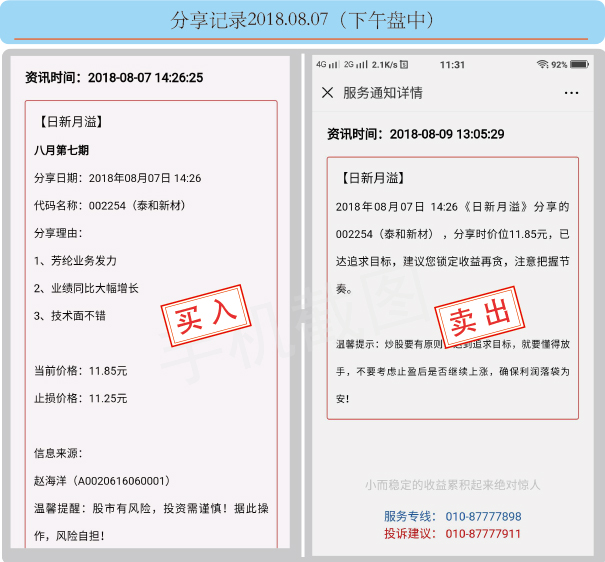 分享记录2018.08.07（下午盘中）
资讯时间：2018-08-07 14:26:25
【日新月溢】
八月第七期
分享日期：2018年08月07日 14:26
代码名称：002254（泰和新材）
分享理由：
1、芳纶业务发力
2、业绩同比大幅增长
3、技术面不错
买入
当前价格：11.85元
止损价格：11.25元
信息来源：
赵海洋（A0020616060001）
温馨提醒：股市有风险，投资需谨慎！据此操
作，风险自担！
4G 2G 2.1K/s 11:31 92%
服务通知详情
资讯时间：2018-08-09 13:05:29
【日新月溢】
2018年08月07日 14:26《日新月溢》分享的
002254（泰和新材），分享时价位11.85元，已
达追求目标，建议您锁定收益再贪，注意把握节
奏。
卖出
温馨提示：炒股要有原则 到追求目标，就要懂得放
手，不要考虑止盈后是否继续上涨，确保利润落袋为
安！
手机截图
小而稳定的收益累积起来绝对惊人
服务专线： 010-87777898
投诉建议： 010-87777911